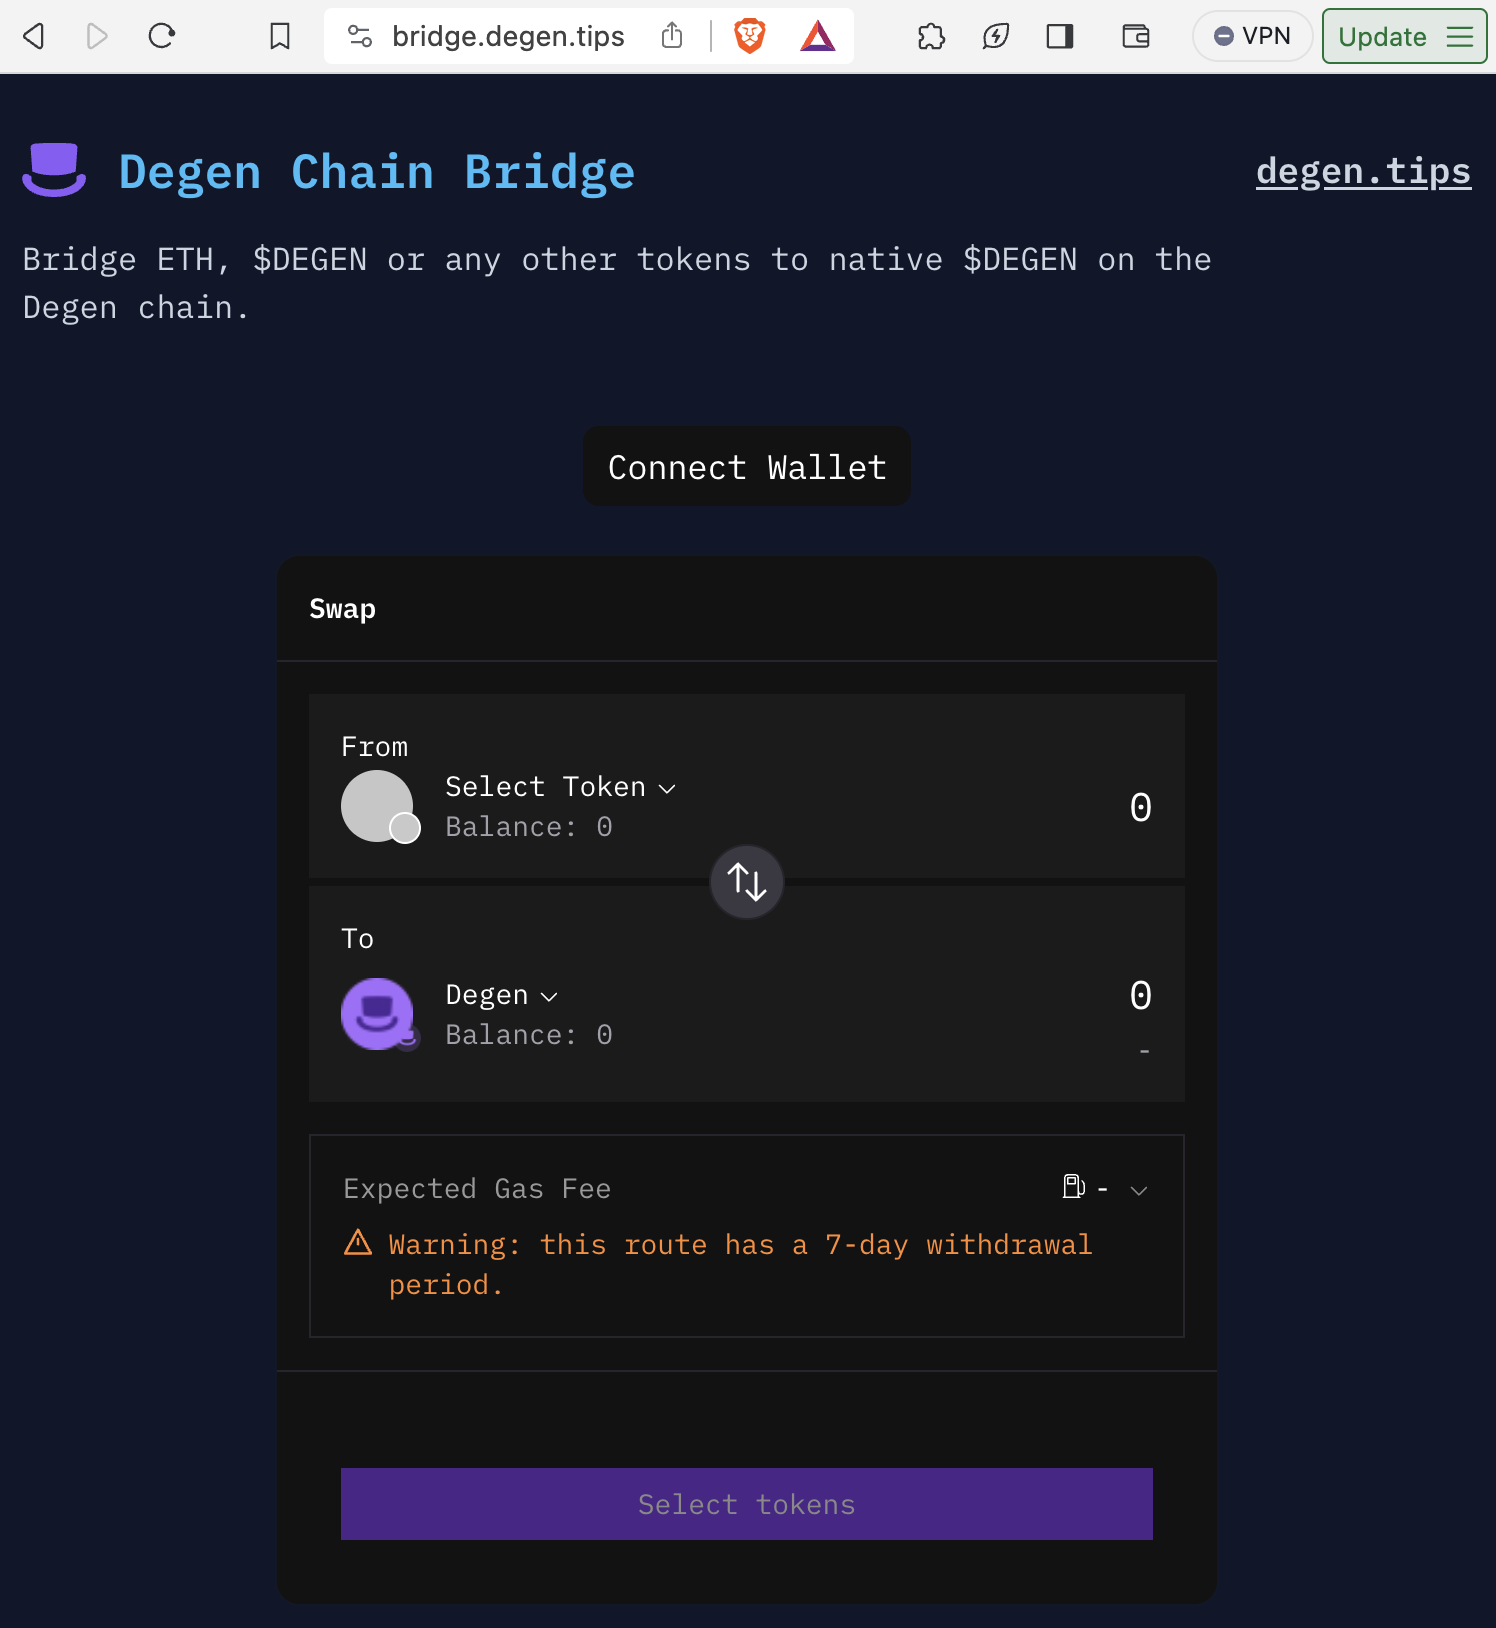 bridge.degen.tips
VPN
Update
Degen Chain Bridge
degen.tips
Bridge ETH, $DEGEN or any other tokens to native $DEGEN on the
Degen chain.
Connect Wallet
Swap
From
Select Token
Balance: 0
0
To
Degen
Balance: 0
0
-
Expected Gas Fee
-
Warning: this route has a 7-day withdrawal
period.
Select tokens